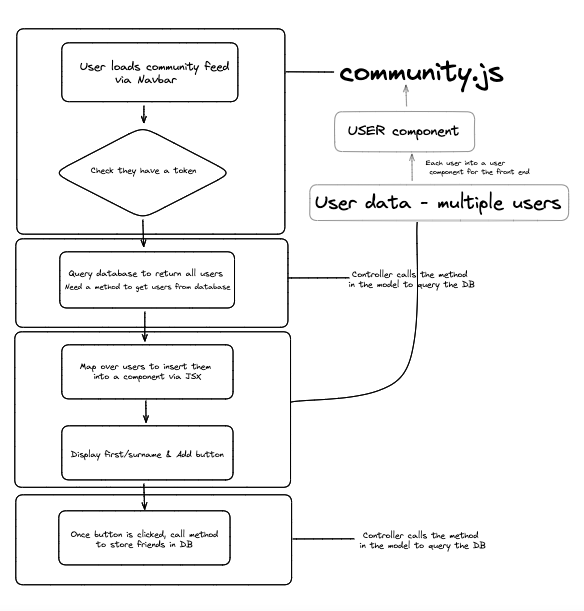 User loads community feed
via Navbar
community.js
USER component
Check they have a token
Each user into a user
component for the front end
User data - multiple users
Query database to return all users
Need a method to get users from database
Controller calls the method
in the model to query the DB
Map over users to insert them
into a component via JSX
Display first/surname & Add button
Once button is clicked, call method
to store friends in DB
Controller calls the method
in the model to query the DB